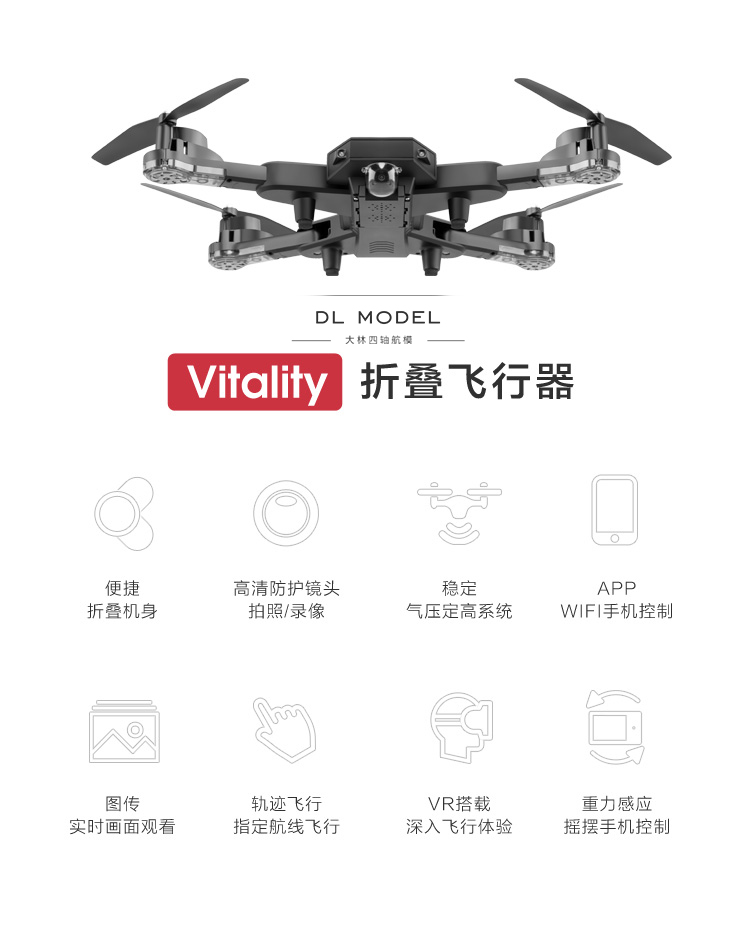 DL MODEL
大林四轴航模
Vitality 折叠飞行器
便捷
折叠机身
高清防护镜头
拍照/录像
稳定
气压定高系统
APP
WIFI手机控制
图传
实时画面观看
轨迹飞行
指定航线飞行
VR搭载
深入飞行体验
重力感应
摇摆手机控制